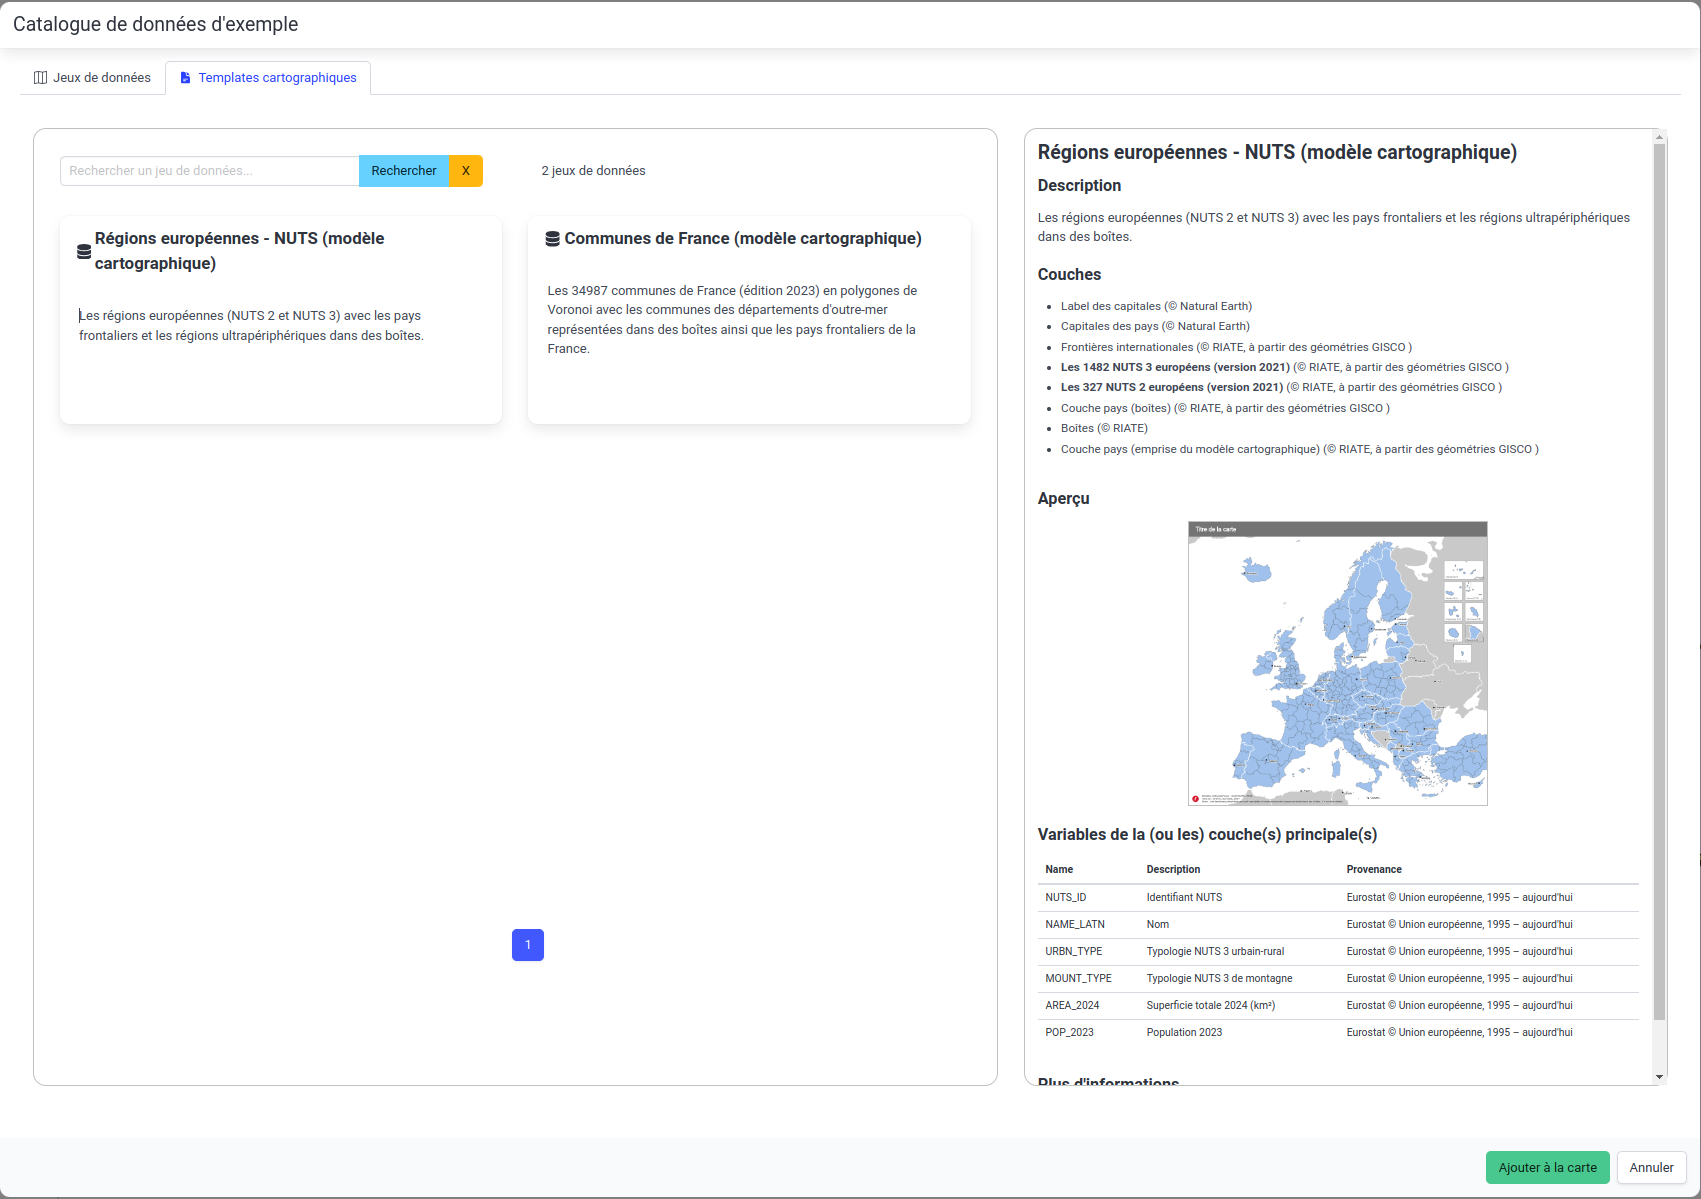 Catalogue de données d'exemple
Jeux de données
Templates cartographiques
Rechercher un jeu de données...
Rechercher
X
2 jeux de données
Régions européennes - NUTS (modèle
cartographique)
Les régions européennes (NUTS 2 et NUTS 3) avec les pays
frontaliers et les régions ultrapériphériques dans des boîtes.
Communes de France (modèle cartographique)
Les 34987 communes de France (édition 2023) en polygones de
Voronoi avec les communes des départements d'outre-mer
représentées dans des boîtes ainsi que les pays frontaliers de la
France.
1
Régions européennes - NUTS (modèle cartographique)
Description
Les régions européennes (NUTS 2 et NUTS 3) avec les pays frontaliers et les régions ultrapériphériques
dans des boîtes.
Couches
Label des capitales (© Natural Earth)
Capitales des pays (© Natural Earth)
Frontières internationales (© RIATE, à partir des géométries GISCO )
Les 1482 NUTS 3 européens (version 2021) (© RIATE, à partir des géométries GISCO )
Les 327 NUTS 2 européens (version 2021) (© RIATE, à partir des géométries GISCO )
Couche pays (boîtes) (© RIATE, à partir des géométries GISCO )
Boîtes (© RIATE)
Couche pays (emprise du modèle cartographique) (© RIATE, à partir des géométries GISCO )
Aperçu
Titre de la carte
Variables de la (ou les) couche(s) principale(s)
Name Description Provenance
NUTS_ID Identifiant NUTS Eurostat © Union européenne, 1995 – aujourd'hui
NAME_LATN Nom Eurostat © Union européenne, 1995 – aujourd'hui
URBN_TYPE Typologie NUTS 3 urbain-rural Eurostat © Union européenne, 1995 – aujourd'hui
MOUNT_TYPE Typologie NUTS 3 de montagne Eurostat © Union européenne, 1995 – aujourd'hui
AREA_2024 Superficie totale 2024 (km²) Eurostat © Union européenne, 1995 – aujourd'hui
POP_2023 Population 2023 Eurostat © Union européenne, 1995 – aujourd'hui
Plus d'informations
Ajouter à la carte
Annuler